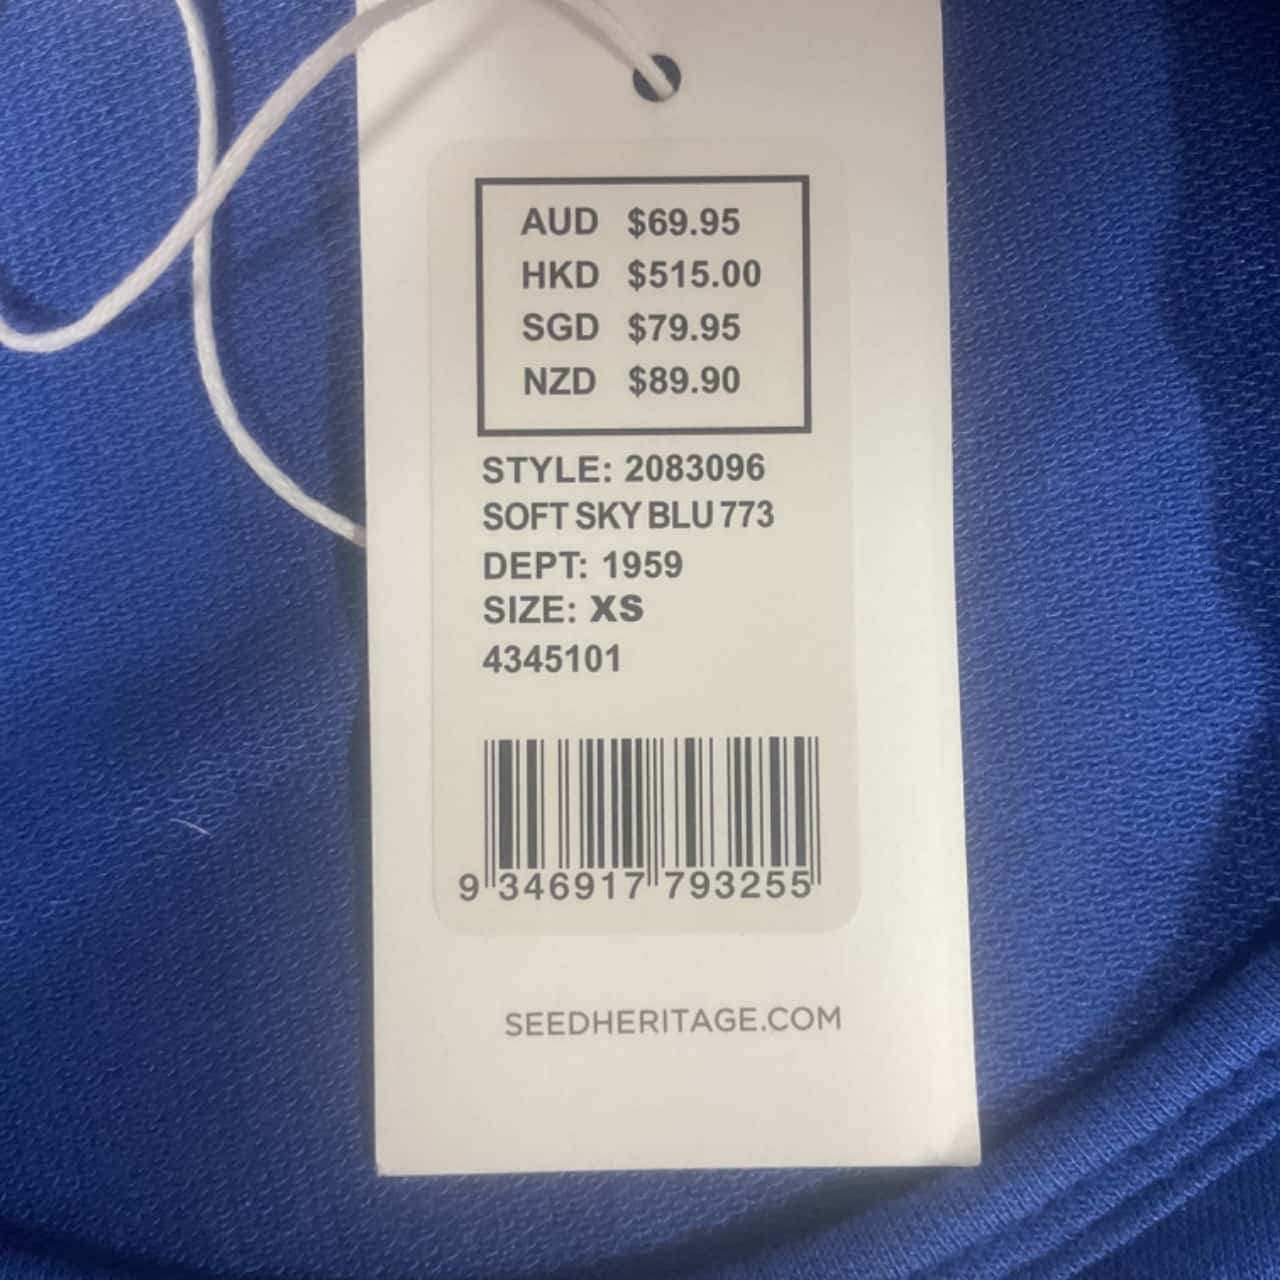 AUD $69.95
HKD $515.00
SGD $79.95
NZD $89.90
STYLE: 2083096
SOFT SKY BLU 773
DEPT: 1959
SIZE: XS
4345101
9 346917 793255
SEEDHERITAGE.COM